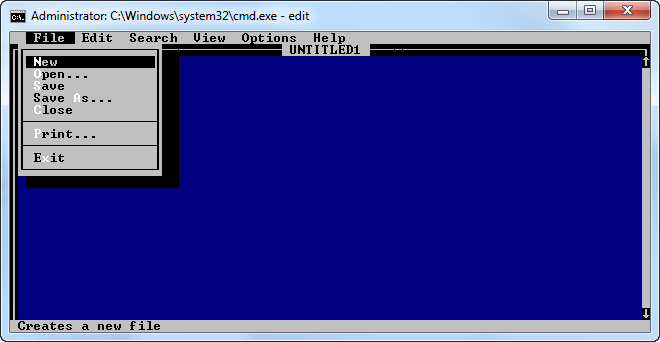 Administrator: C:\Windows\system32\cmd.exe - edit
File Edit Search View Options Help
UNTITLED1
New
Open...
Save
Save As...
Close
Print...
Exit
Creates a new file